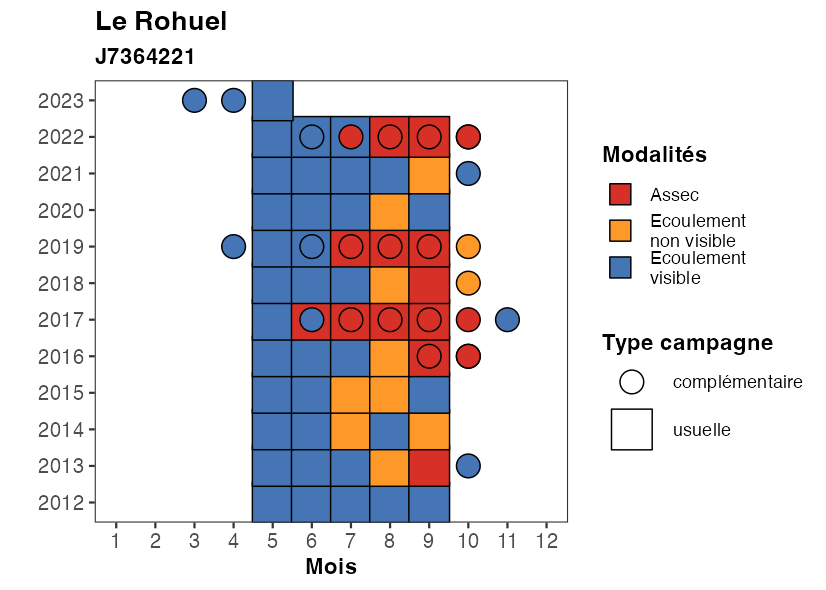 Le Rohuel
J7364221
2023
2022
2021
2020
2019
2018
2017
2016
2015
2014
2013
2012
1 2 3 4 5 6 7 8 9 10 11 12
Mois
Modalités
Assec
Ecoulement
non visible
Ecoulement
visible
Type campagne
complémentaire
usuelle